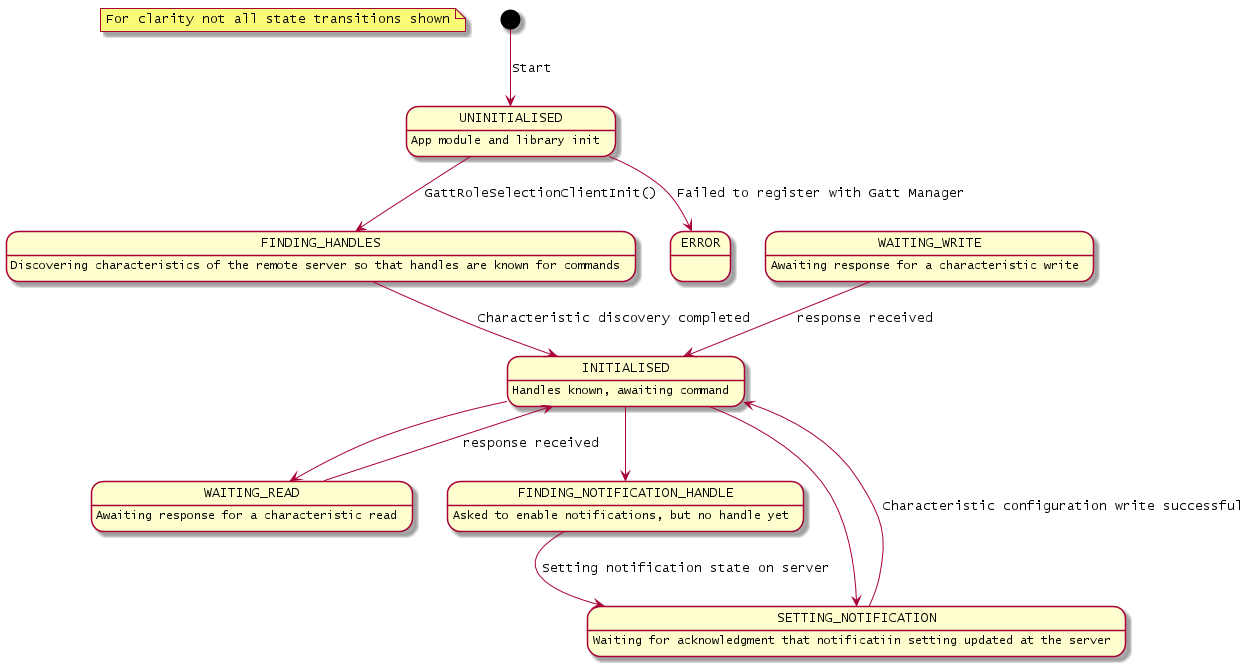 For clarity not all state transitions shown
Start
UNINITIALISED
App module and library init
GattRoleSelectionClientInit()
Failed to register with Gatt Manager
FINDING_HANDLES
Discovering characteristics of the remote server so that handles are known for commands
ERROR
WAITING_WRITE
Awaiting response for a characteristic write
Characteristic discovery completed
response received
INITIALISED
Handles known, awaiting command
response received
WAITING_READ
Awaiting response for a characteristic read
FINDING_NOTIFICATION_HANDLE
Asked to enable notifications, but no handle yet
Characteristic configuration write successful
Setting notification state on server
SETTING_NOTIFICATION
Waiting for acknowledgment that notificatiin setting updated at the server